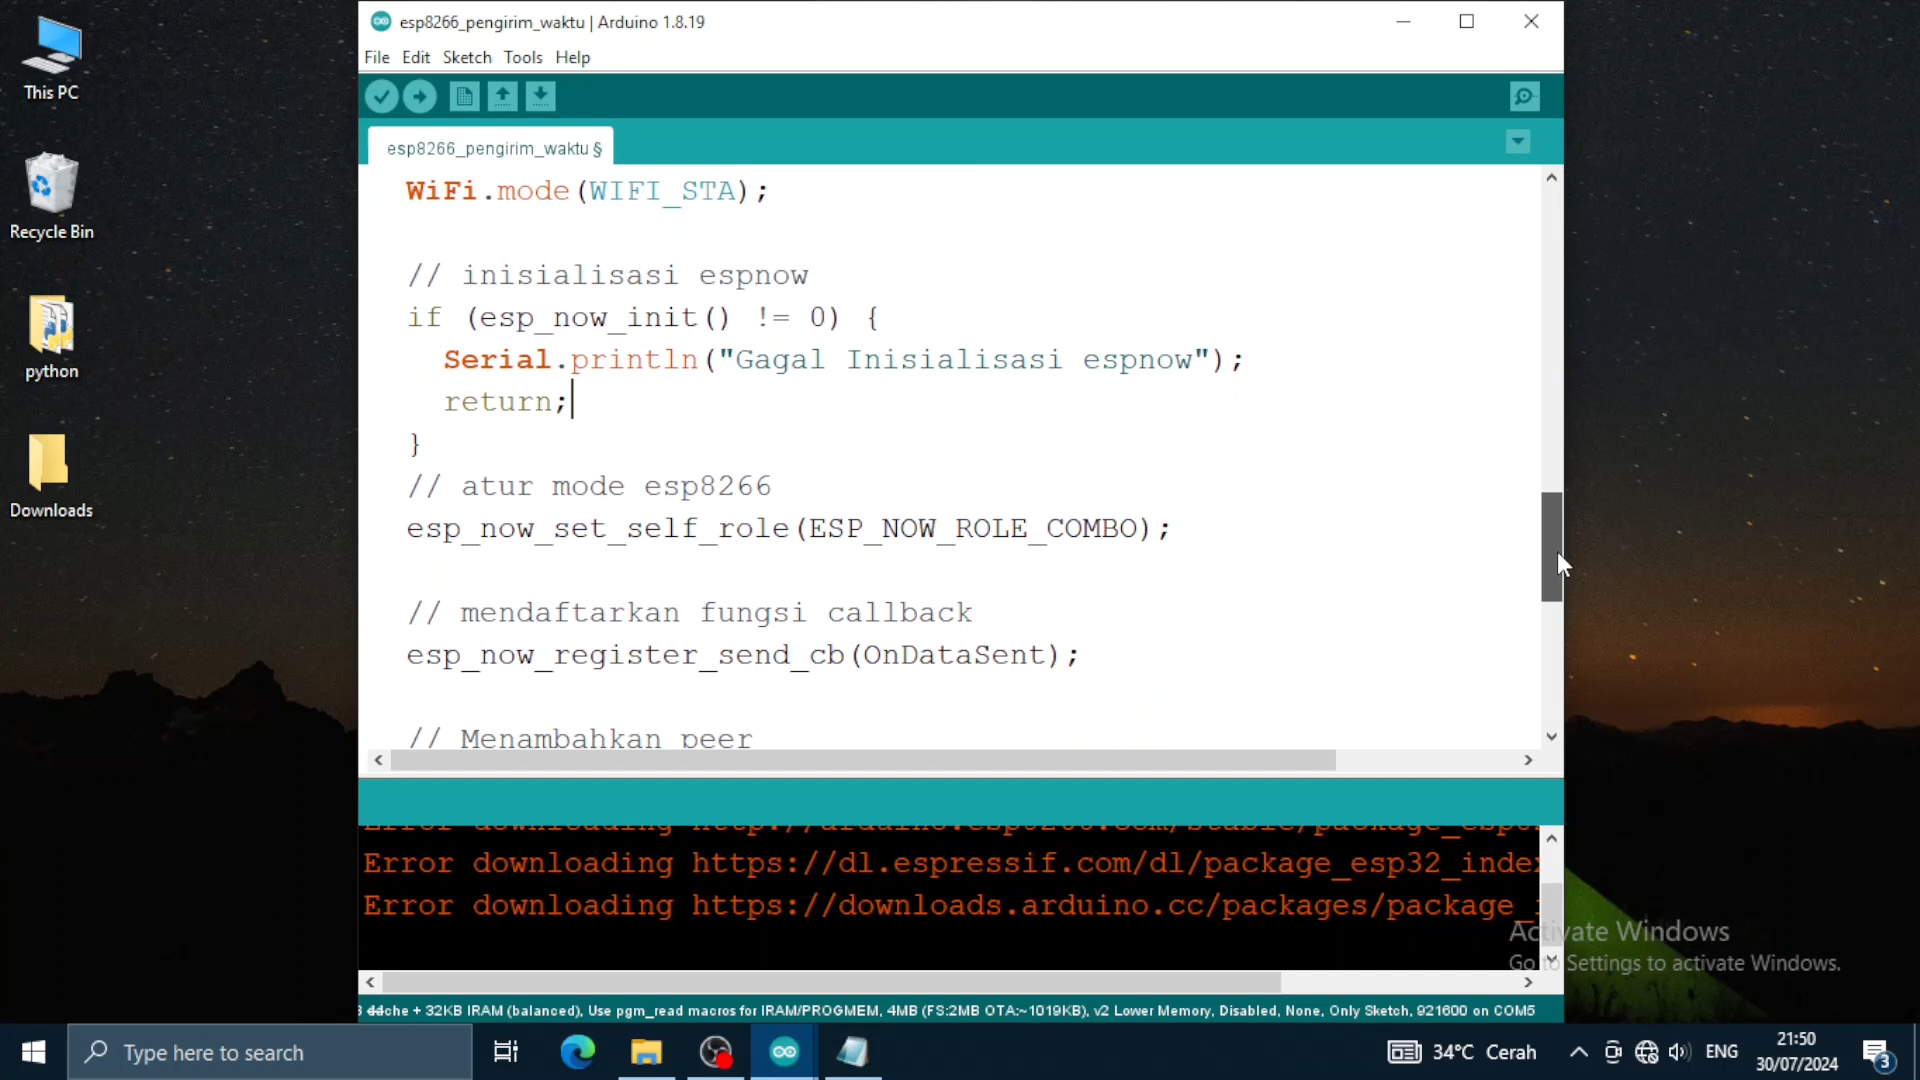 esp8266_pengirim_waktu | Arduino 1.8.19
File Edit Sketch Tools Help
esp8266_pengirim_waktu §
WiFi.mode(WIFI_STA);
// inisialisasi espnow
if (esp_now_init() != 0) {
Serial.println("Gagal Inisialisasi espnow");
return;
}
// atur mode esp8266
esp_now_set_self_role(ESP_NOW_ROLE_COMBO);
// mendaftarkan fungsi callback
esp_now_register_send_cb(OnDataSent);
// Menambahkan peer
Error downloading https://dl.espressif.com/dl/package_esp32_index
Error downloading https://downloads.arduino.cc/packages/package_
+ 32KB IRAM (balanced), Use pgm_read macros for IRAM/PROGMEM, 4MB (FS:2MB OTA:~1019KB), v2 Lower Memory, Disabled, None, Only Sketch, 921600 on COM5
This PC
Recycle Bin
python
Downloads
Activate Windows
Go to Settings to activate Windows.
Type here to search
34°C Cerah
ENG
21:50
30/07/2024
3